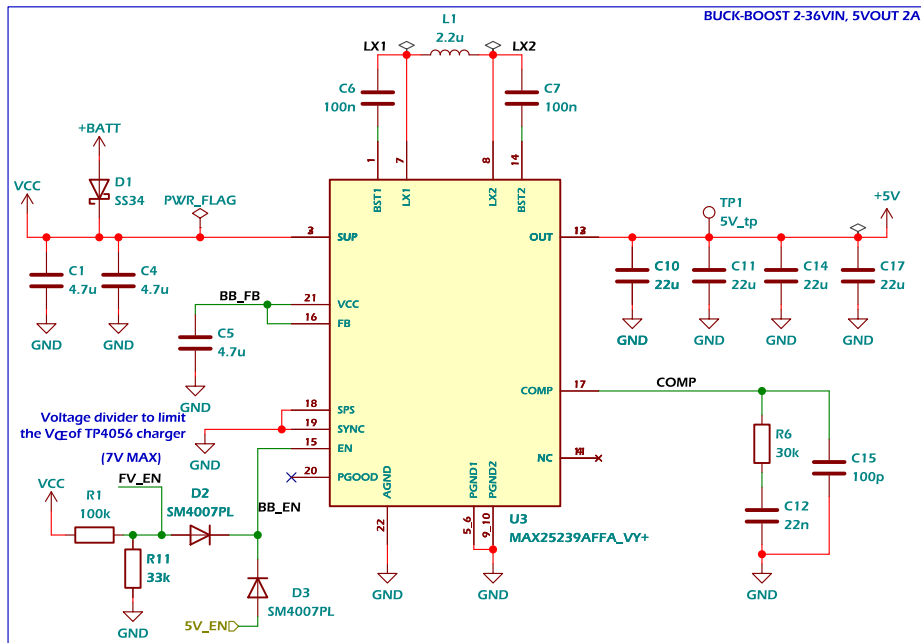 BUCK-BOOST 2-36VIN, 5VOUT 2A
L1
2.2u
LX1
LX2
C6
100n
C7
100n
+BATT
1
7
8
14
BST1
LX1
LX2
BST2
VCC
D1
SS34
PWR_FLAG
TP1
5V_tp
+5V
SUP
OUT
C1
4.7u
C4
4.7u
C10
22u
C11
22u
C14
22u
C17
22u
GND
GND
GND
GND
GND
GND
BB_FB
21
VCC
16
FB
C5
4.7u
GND
COMP
17
COMP
18
SPS
19
SYNC
15
EN
20
PGOOD
GND
Voltage divider to limit
the VCE of TP4056 charger
(7V MAX)
NC
R6
30k
C15
100p
C12
22n
GND
AGND
PGND1
PGND2
22
5_6
9_10
U3
MAX25239AFFA_VY+
GND
GND
VCC
FV_EN
R1
100k
D2
SM4007PL
BB_EN
R11
33k
GND
D3
SM4007PL
5V_EN